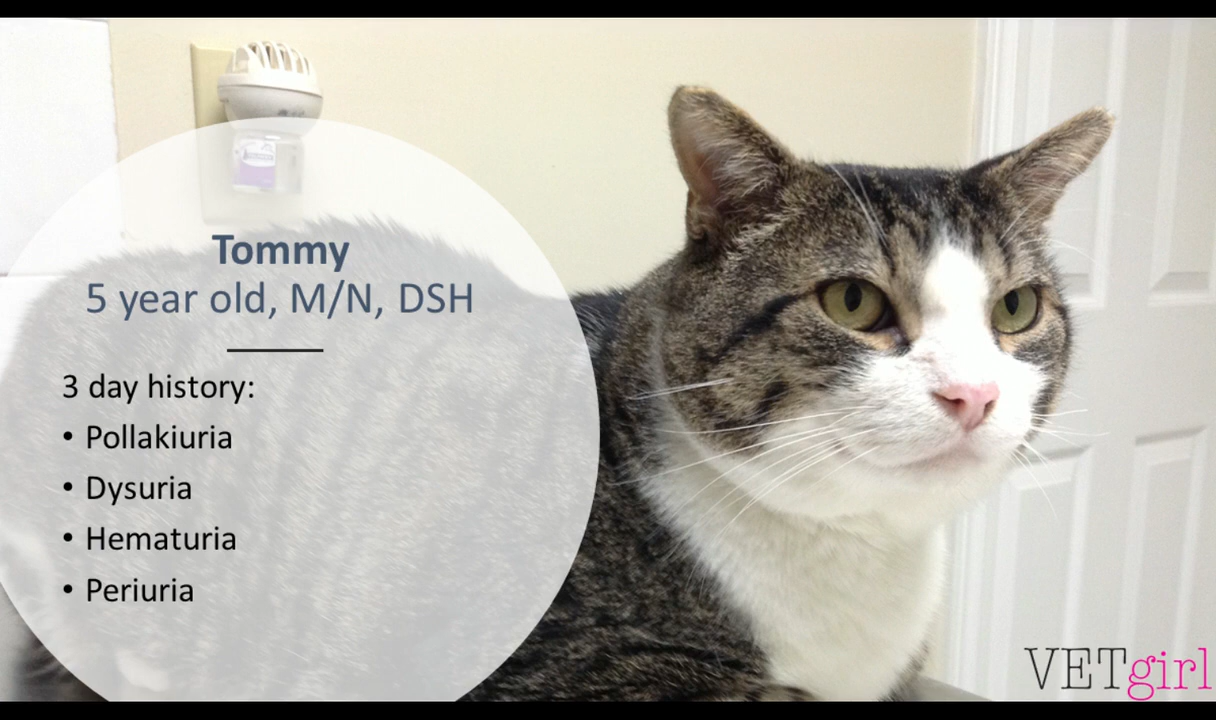 Tommy
5 year old, M/N, DSH
3 day history:
• Pollakiuria
• Dysuria
• Hematuria
• Periuria
VETgirl